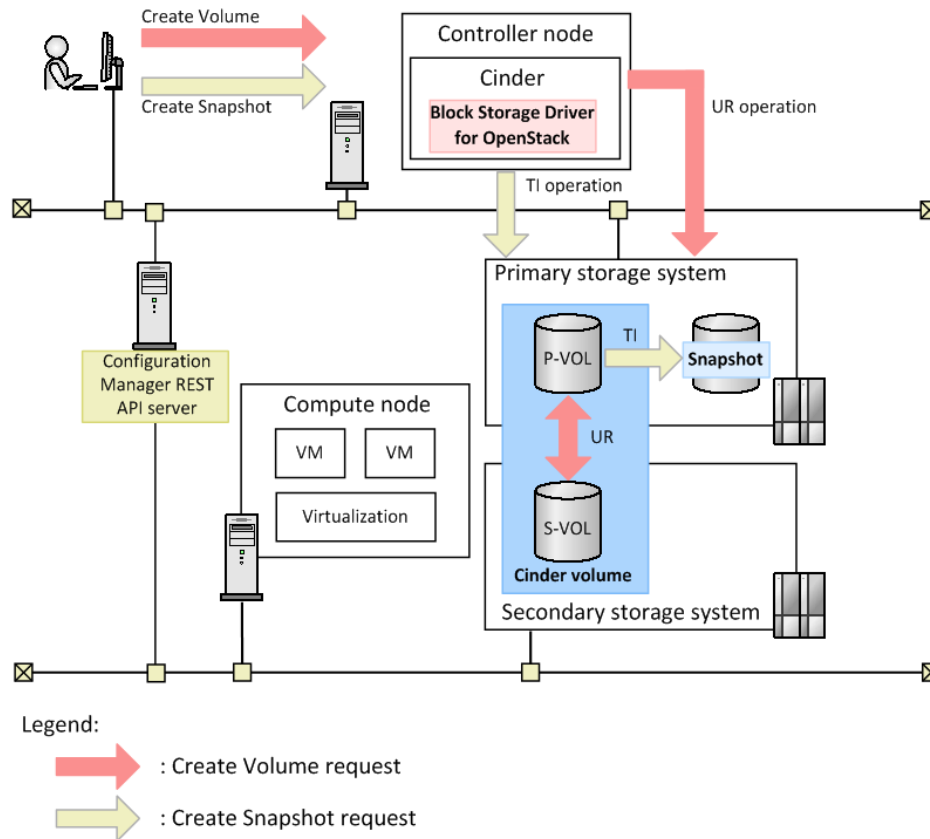 Create Volume
Create Snapshot
Controller node
Cinder
Block Storage Driver
for OpenStack
UR operation
TI operation
Primary storage system
P-VOL
TI
Snapshot
Configuration
Manager REST
API server
Compute node
VM
VM
Virtualization
UR
S-VOL
Cinder volume
Secondary storage system
Legend:
: Create Volume request
: Create Snapshot request